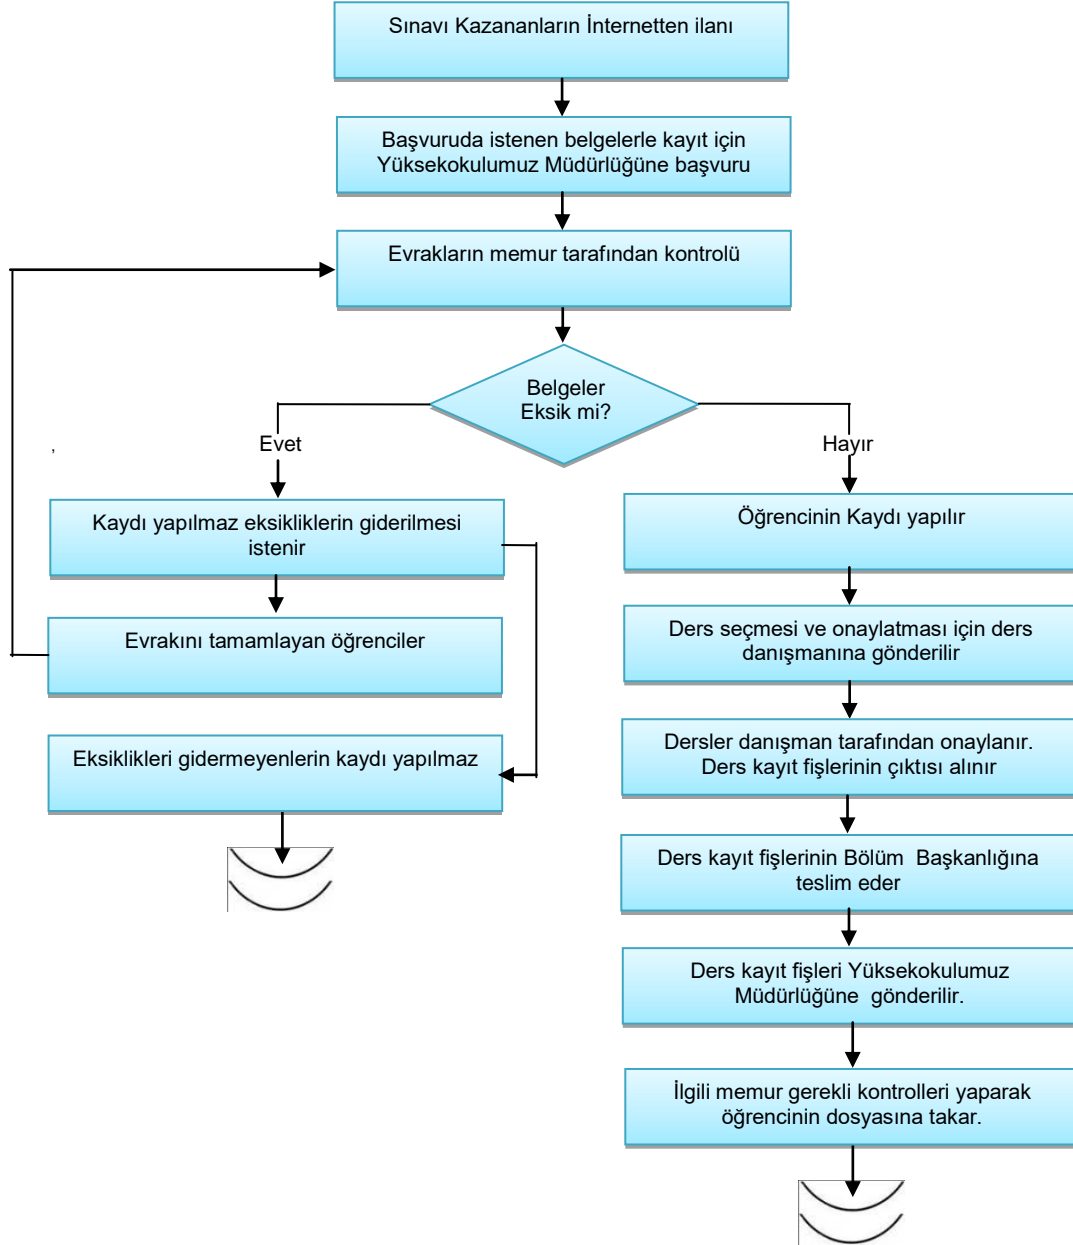 Sınavı Kazananların İnternetten ilanı
Başvuruda istenen belgelerle kayıt için
Yüksekokulumuz Müdürlüğüne başvuru
Evrakların memur tarafından kontrolü
Belgeler
Eksik mi?
,
Evet
Hayır
Kaydı yapılmaz eksikliklerin giderilmesi
istenir
Evrakını tamamlayan öğrenciler
Eksiklikleri gidermeyenlerin kaydı yapılmaz
Öğrencinin Kaydı yapılır
Ders seçmesi ve onaylatması için ders
danışmanına gönderilir
Dersler danışman tarafından onaylanır.
Ders kayıt fişlerinin çıktısı alınır
Ders kayıt fişlerinin Bölüm  Başkanlığına
teslim eder
Ders kayıt fişleri Yüksekokulumuz
Müdürlüğüne  gönderilir.
İlgili memur gerekli kontrolleri yaparak
öğrencinin dosyasına takar.